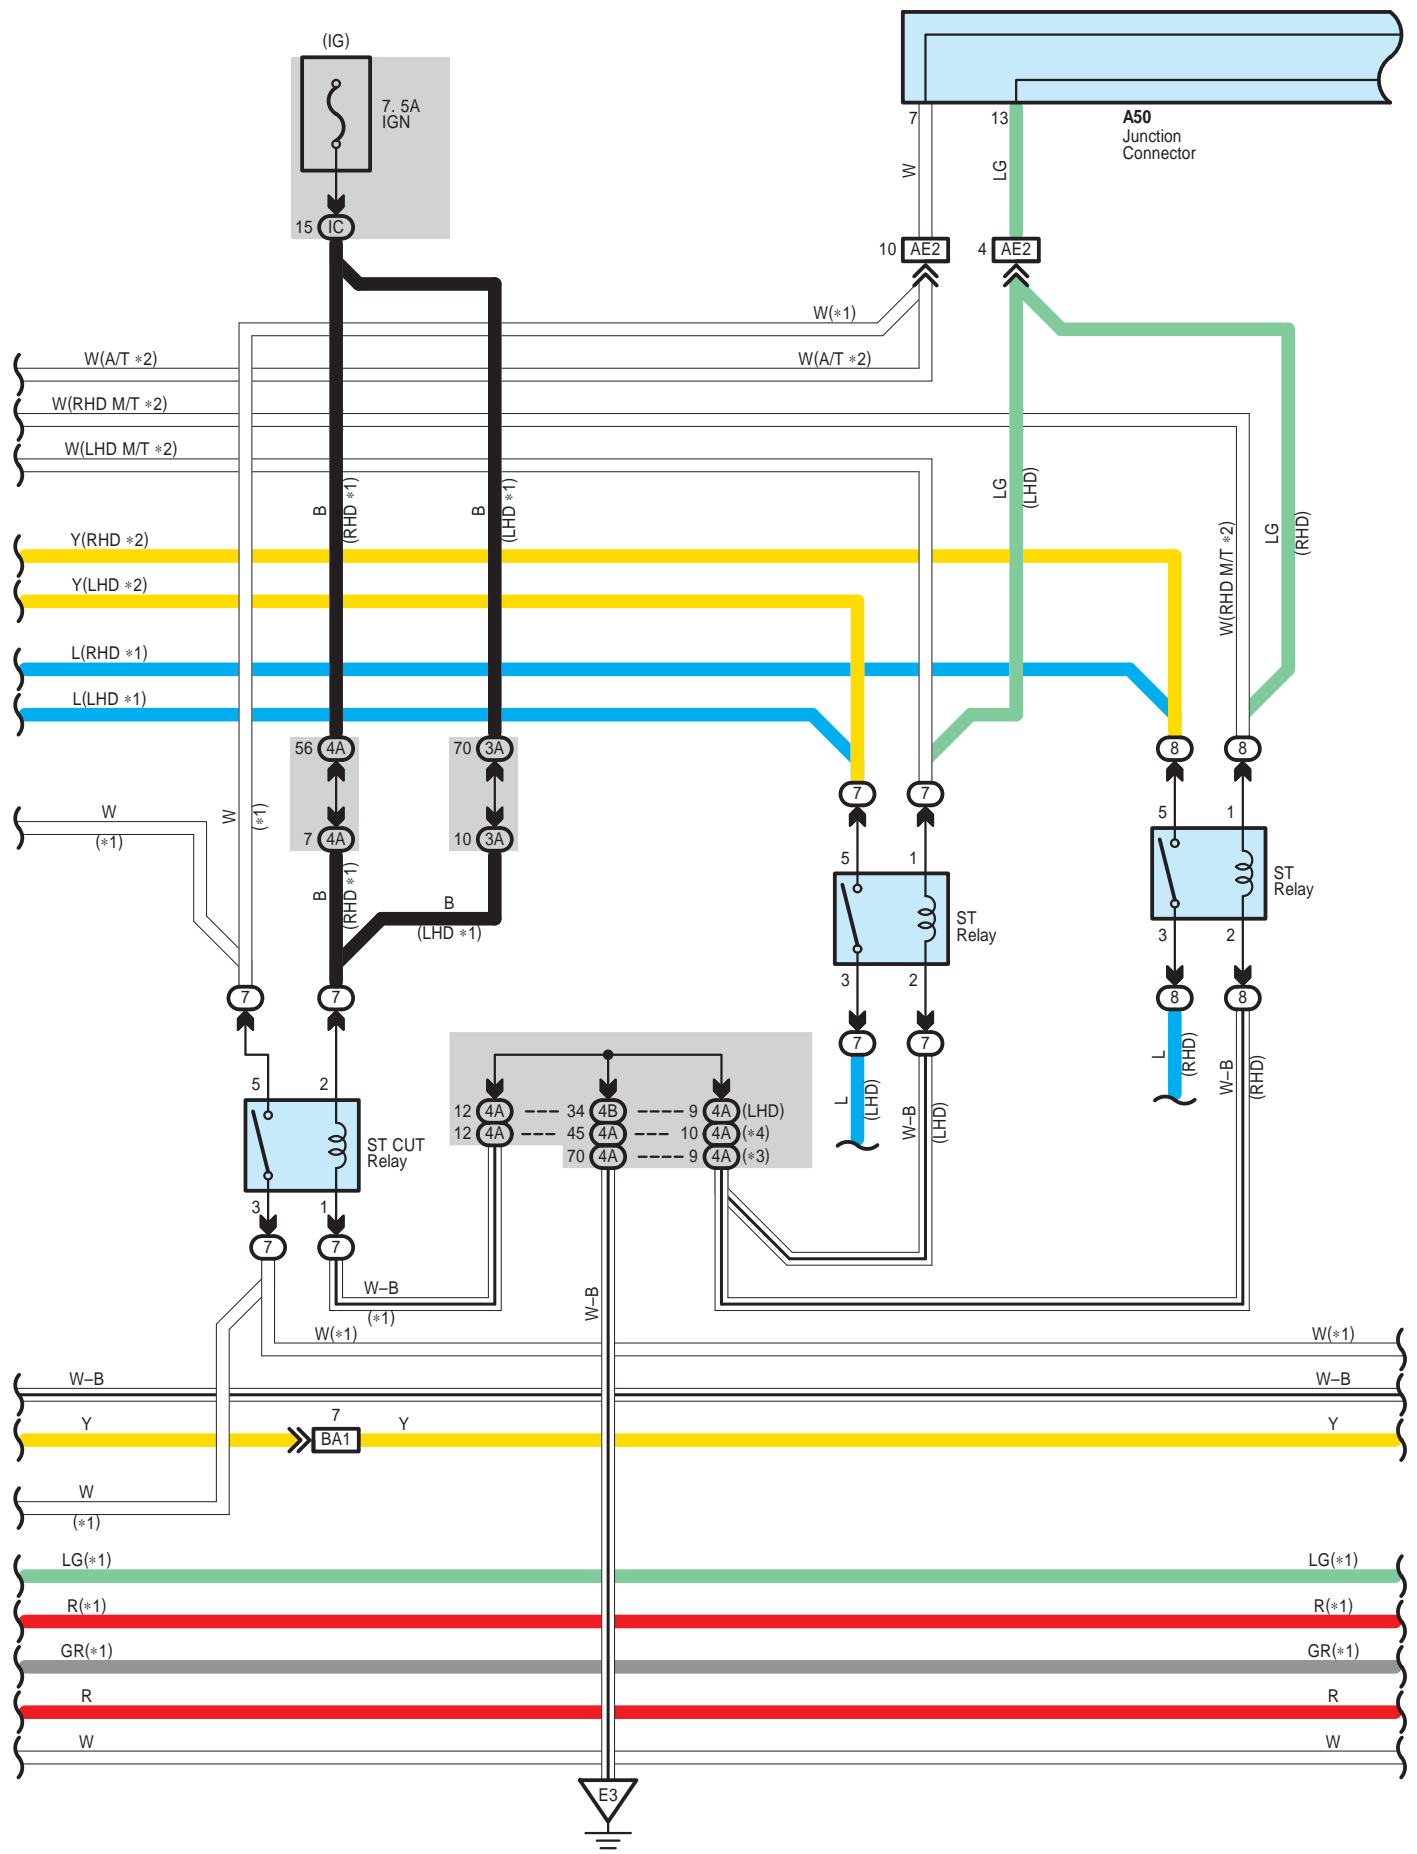 (IG)
7. 5A
IGN
15 IC
7
13
A50
Junction
Connector
W
LG
10 AE2
4 AE2
W(∗1)
W(A/T ∗2)
W(A/T ∗2)
W(RHD M/T ∗2)
W(LHD M/T ∗2)
B
(RHD ∗1)
B
(LHD ∗1)
LG
(LHD)
W(RHD M/T ∗2)
LG
(RHD)
Y(RHD ∗2)
Y(LHD ∗2)
L(RHD ∗1)
L(LHD ∗1)
56 4A
70 3A
8
8
7
7
W
(∗1)
W
(∗1)
7 4A
10 3A
5
1
ST
Relay
3
2
5
1
ST
Relay
3
2
B
(RHD ∗1)
B
(LHD ∗1)
7
7
8
8
7
7
L
(RHD)
W–B
(RHD)
L
(LHD)
W–B
(LHD)
5
2
ST CUT
Relay
3
1
12 4A 34 4B 9 4A (LHD)
12 4A 45 4A 10 4A (∗4)
70 4A 9 4A (∗3)
7
7
W–B
(∗1)
W–B
W(∗1)
W(∗1)
W–B
W–B
Y
7
BA1
Y
Y
W
(∗1)
LG(∗1)
LG(∗1)
R(∗1)
R(∗1)
GR(∗1)
GR(∗1)
R
R
W
W
E3